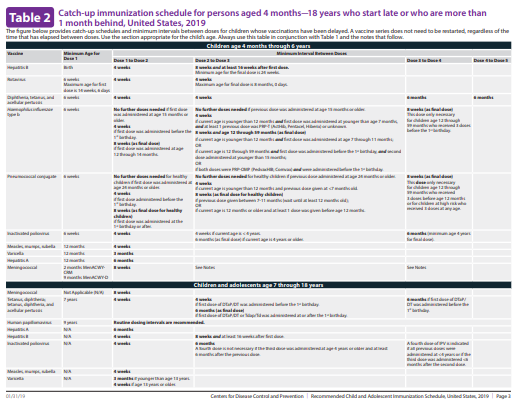 Table 2
Catch-up immunization schedule for persons aged 4 months—18 years who start late or who are more than
1 month behind, United States, 2019
The figure below provides catch-up schedules and minimum intervals between doses for children whose vaccinations have been delayed. A vaccine series does not need to be restarted, regardless of the
time that has elapsed between doses. Use the section appropriate for the child's age. Always use this table in conjunction with Table 1 and the notes that follow.
Children age 4 months through 6 years
Vaccine
Minimum Age for
Dose 1
Minimum Interval Between Doses
Dose 1 to Dose 2
Dose 2 to Dose 3
Dose 3 to Dose 4
Dose 4 to Dose 5
Hepatitis B
Birth
4 weeks
8 weeks and at least 16 weeks after first dose.
Minimum age for the final dose is 24 weeks.
Rotavirus
6 weeks
Maximum age for first
dose is 14 weeks, 6 days
4 weeks
4 weeks
Maximum age for final dose is 8 months, 0 days.
Diphtheria, tetanus, and
acellular pertussis
6 weeks
4 weeks
4 weeks
6 months
6 months
Haemophilus influenzae
type b
6 weeks
No further doses needed if first dose
was administered at age 15 months or
older.
4 weeks
if first dose was administered before the
1st birthday.
8 weeks (as final dose)
if first dose was administered at age
12 through 14 months
No further doses needed if previous dose was administered at age 15 months or older.
4 weeks
if current age is younger than 12 months and first dose was administered at younger than age 7 months,
and at least 1 previous dose was PRP-T (ActHib, Pentacel, Hiberix) or unknown
8 weeks and age 12 through 59 months (as final dose)
if current age is younger than 12 months and first dose was administered at age 7 through 11 months;
OR
if current age is 12 through 59 months and first dose was administered before the 1st birthday, and second
dose administered at younger than 15 months;
OR
if both doses were PRP-OMP (PedvaxHIB, Comvax) and were administered before the 1st birthday
8 weeks (as final dose)
This dose only necessary
for children age 12 through
59 months who received 3 doses
before the 1st birthday
Pneumococcal conjugate
6 weeks
No further doses needed for healthy
children if first dose was administered at
age 24 months or older.
4 weeks
if first dose administered before the
1st birthday.
8 weeks (as final dose for healthy
children)
if first dose was administered at the
1st birthday or after.
No further doses needed for healthy children if previous dose administered at age 24 months or older.
4 weeks
if current age is younger than 12 months and previous dose given at <7 months old.
8 weeks (as final dose for healthy children)
if previous dose given between 7-11 months (wait until at least 12 months old);
OR
if current age is 12 months or older and at least 1 dose was given before age 12 months.
8 weeks (as final dose)
This dose only necessary
for children age 12 through
59 months who received
3 doses before age 12 months
or for children at high risk who
received 3 doses at any age.
Inactivated poliovirus
6 weeks
4 weeks
4 weeks if current age is < 4 years.
6 months (as final dose) if current age is 4 years or older.
6 months (minimum age 4 years
for final dose).
Measles, mumps, rubella
12 months
4 weeks
Varicella
12 months
3 months
Hepatitis A
12 months
6 months
Meningococcal
2 months MenACWY-
CRM
9 months MenACWY-D
8 weeks
See Notes
See Notes
Children and adolescents age 7 through 18 years
Meningococcal
Not Applicable (N/A)
8 weeks
Tetanus, diphtheria;
tetanus, diphtheria, and
acellular pertussis
7 years
4 weeks
4 weeks
if first dose of DTaP/DT was administered before the 1st birthday.
6 months (as final dose)
if first dose of DTaP/DT or Tdap/Td was administered at or after the 1st birthday.
6 months if first dose of DTaP/
DT was administered before the
1st birthday.
Human papillomavirus
9 years
Routine dosing intervals are recommended.
Hepatitis A
N/A
6 months
Hepatitis B
N/A
4 weeks
8 weeks and at least 16 weeks after first dose.
Inactivated poliovirus
N/A
4 weeks
6 months
A fourth dose is not necessary if the third dose was administered at age 4 years or older and at least
6 months after the previous dose.
A fourth dose of IPV is indicated
if all previous doses were
administered at <4 years or if the
third dose was administered <6
months after the second dose.
Measles, mumps, rubella
N/A
4 weeks
Varicella
N/A
3 months if younger than age 13 years.
4 weeks if age 13 years or older.
01/31/19
Centers for Disease Control and Prevention | Recommended Child and Adolescent Immunization Schedule, United States, 2019 | Page 3